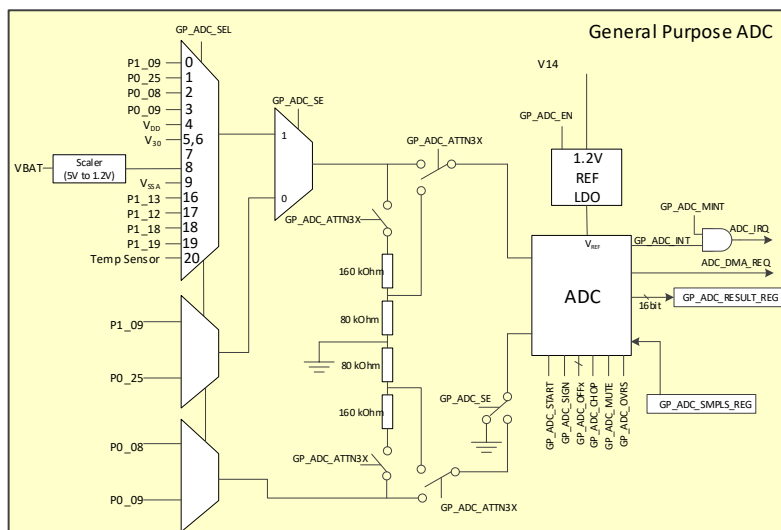 General Purpose ADC
GP_ADC_SEL
P1_09 0
P0_25 1
P0_08 2
P0_09 3
VDD 4
V30 5,6
7
VBAT
Scaler
(5V to 1.2V)
8
VSSA 9
P1_13 16
P1_12 17
P1_18 18
P1_19 19
Temp Sensor 20
GP_ADC_SE
1
0
P1_09
P0_25
P0_08
P0_09
GP_ADC_ATTN3X
GP_ADC_ATTN3X
160 kOhm
80 kOhm
80 kOhm
160 kOhm
GP_ADC_ATTN3X
GP_ADC_ATTN3X
GP_ADC_SE
V14
GP_ADC_EN
1.2V
REF
LDO
VREF
ADC
GP_ADC_MINT
GP_ADC_INT
ADC_IRQ
ADC_DMA_REQ
16bit
GP_ADC_RESULT_REG
GP_ADC_SMPLS_REG
GP_ADC_START
GP_ADC_SIGN
GP_ADC_OFFx
GP_ADC_CHOP
GP_ADC_MUTE
GP_ADC_OVRS